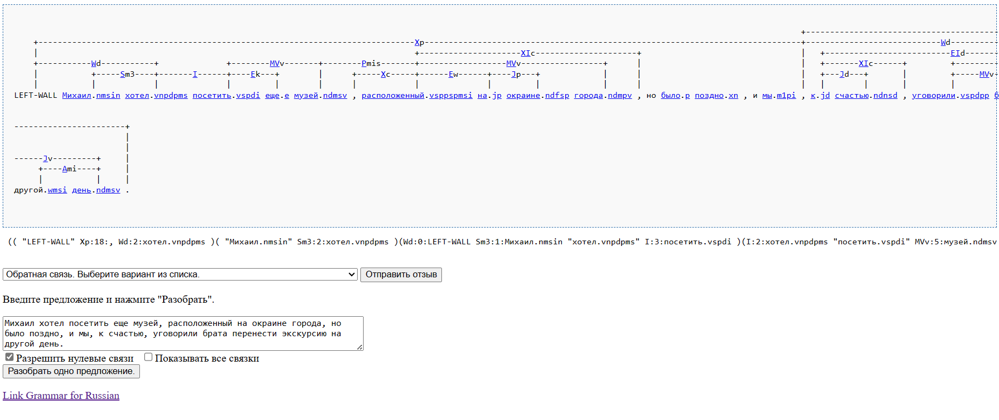 +---------------------------------------
+-------------------------------------------------------------------------------Xp-------------------------------------------------------------------------------+----------------------------Wd----------
| +---------------------XIc---------------------+ | +--------------------------EId-------
+-----------Wd-----------+ +--------MVv-------+--------Pmis-------+------------------MVv-----------------+ | | +-------XIc------+ +---------
| +-----Sm3----+-------I------+----Ek---+ | +-----Xc-----+------Ew------+----Jp---+ | | | +---Jd---+ | +-----MVv-
| | | | | | | | | | | | | | | | |
LEFT-WALL Михаил.nmsin хотел.vnpdpms посетить.vspdi еще.е музей.ndmsv , расположенный.vsppspmsi на.jp окраине.ndfsp города.ndmpv , но было.p поздно.xn , и мы.m1pi , к.jd счастью.ndnsd , уговорили.vspdpp б
-----------------------+
|
|
------Jv---------+ |
+----Ami----+ |
| | |
другой.wmsi день.ndmsv .
(( "LEFT-WALL" Xp:18:, Wd:2:хотел.vnpdpms )( "Михаил.nmsin" Sm3:2:хотел.vnpdpms )(Wd:0:LEFT-WALL Sm3:1:Михаил.nmsin "хотел.vnpdpms" I:3:посетить.vspdi )(I:2:хотел.vnpdpms "посетить.vspdi" MVv:5:музей.ndmsv
Обратная связь. Выберите вариант из списка. Отправить отзыв
Введите предложение и нажмите "Разобрать".
Михаил хотел посетить еще музей, расположенный на окраине города, но
было поздно, и мы, к счастью, уговорили брата перенести экскурсию на
другой день.
Разрешить нулевые связи Показывать все связки
Разобрать одно предложение.
Link Grammar for Russian